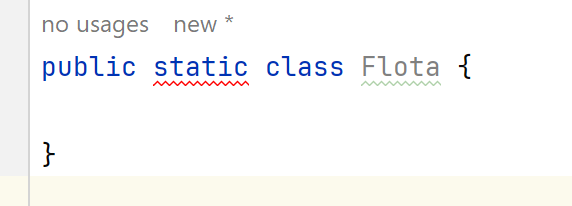 no usages new *
public static class Flota {
}